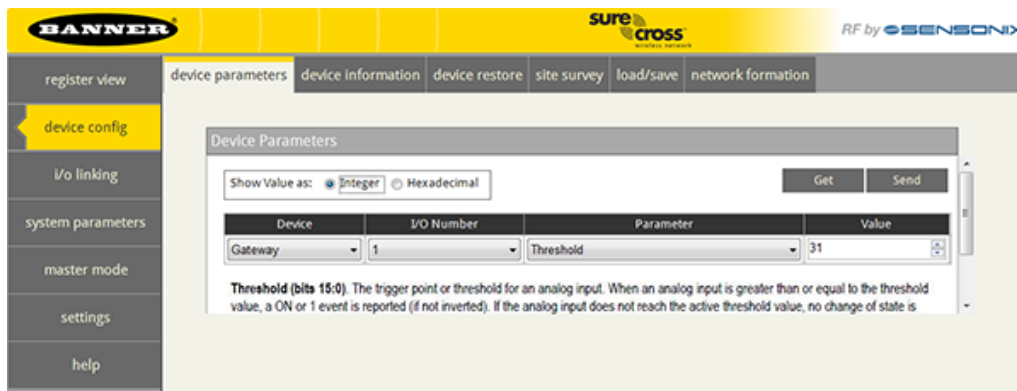 BANNER
sure cross
wireless network
RF by SENSONIX
register view
device config
i/o linking
system parameters
master mode
settings
help
device parameters device information device restore site survey load/save network formation
Device Parameters
Show Value as: Integer Hexadecimal
Get Send
Device I/O Number Parameter Value
Gateway 1 Threshold 31
Threshold (bits 15:0). The trigger point or threshold for an analog input. When an analog input is greater than or equal to the threshold
value, a ON or 1 event is reported (if not inverted). If the analog input does not reach the active threshold value, no change of state is